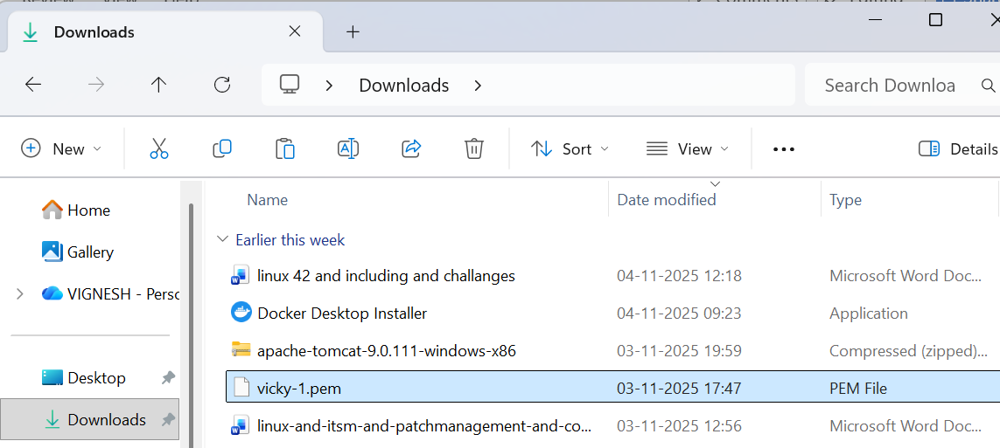 Downloads
Downloads
Search Downloa
New
Sort
View
Details
Home
Gallery
VIGNESH - Perso
Desktop
Downloads
Name Date modified Type
Earlier this week
linux 42 and including and challanges 04-11-2025 12:18 Microsoft Word Doc...
Docker Desktop Installer 04-11-2025 09:23 Application
apache-tomcat-9.0.111-windows-x86 03-11-2025 19:59 Compressed (zipped)...
vicky-1.pem 03-11-2025 17:47 PEM File
linux-and-itsm-and-patchmanagement-and-co... 03-11-2025 12:56 Microsoft Word Doc...